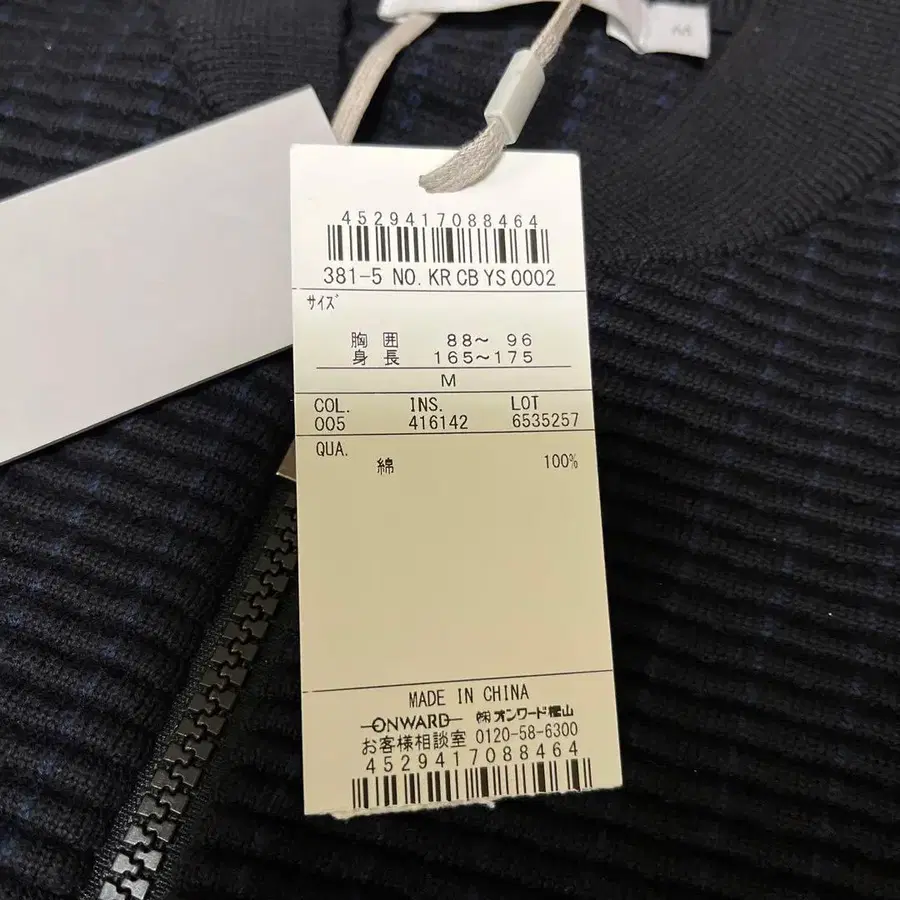 M
4529417088464
381-5 NO. KR CB YS 0002
ｻｲｽﾞ
胸囲 88～ 96
身長 165～175
M
COL. INS. LOT
005 416142 6535257
QUA.
綿 100%
MADE IN CHINA
ONWARD ㈱オンワード樫山
お客様相談室 0120-58-6300
4529417088464